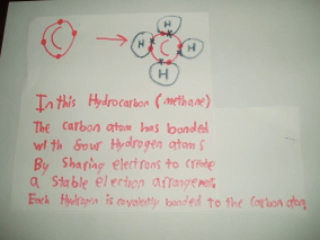 C
H
H C H
H
In this Hydrocarbon (methane)
The carbon atom has bonded
with four Hydrogen atoms
By Sharing electrons to create
a Stable election arrangement.
Each Hydrogen is covalently bonded to the Carbon atom